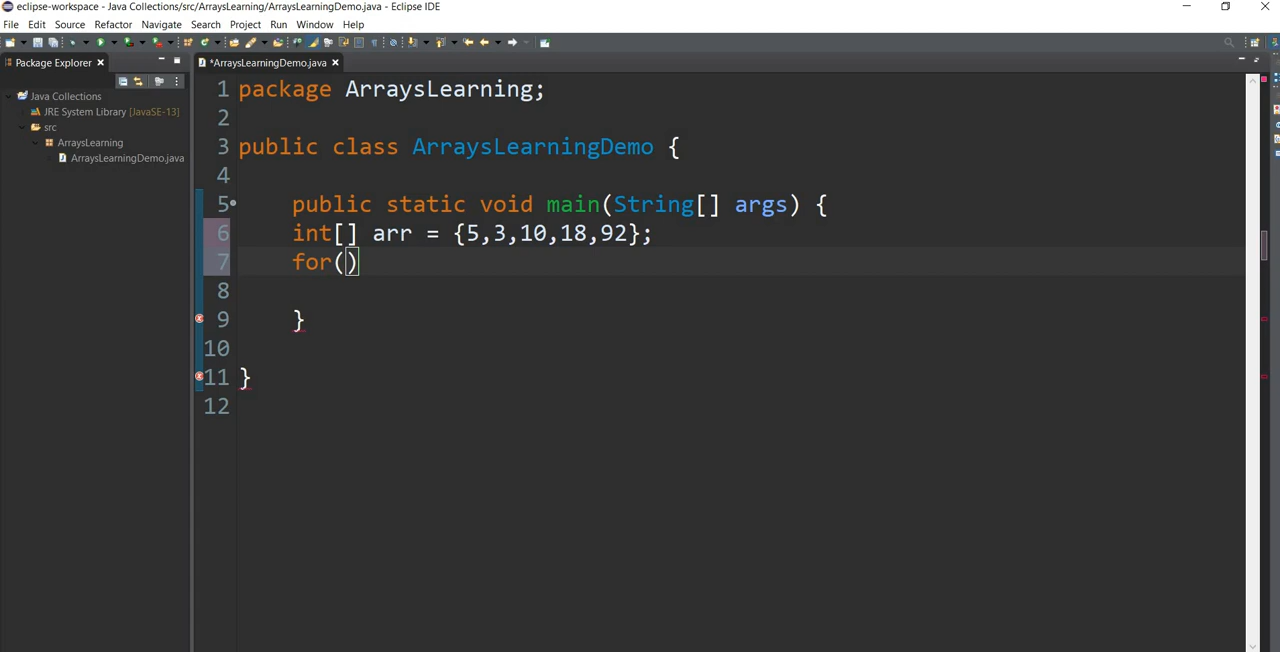 eclipse-workspace - Java Collections/src/ArraysLearning/ArraysLearningDemo.java - Eclipse IDE
File Edit Source Refactor Navigate Search Project Run Window Help
Package Explorer
*ArraysLearningDemo.java
Java Collections
JRE System Library [JavaSE-13]
src
ArraysLearning
ArraysLearningDemo.java
1 package ArraysLearning;
2
3 public class ArraysLearningDemo {
4
5 public static void main(String[] args) {
6 int[] arr = {5,3,10,18,92};
7 for()
8
9 }
10
11 }
12